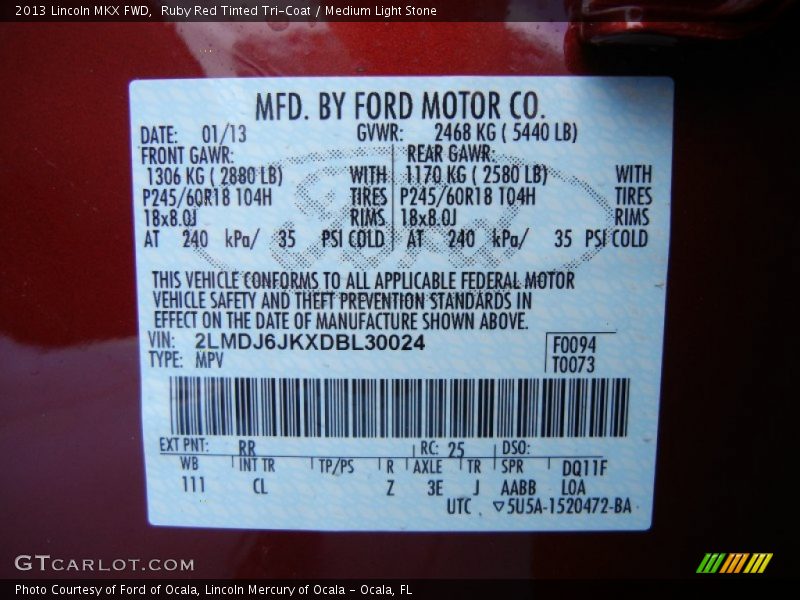 2013 Lincoln MKX FWD,  Ruby Red Tinted Tri-Coat / Medium Light Stone
MFD. BY FORD MOTOR CO.
DATE: 01/13 GVWR: 2468 KG ( 5440 LB)
FRONT GAWR: REAR GAWR:
1306 KG ( 2880 LB) WITH 1170 KG ( 2580 LB) WITH
P245/60R18 104H TIRES P245/60R18 104H TIRES
18x8.0J RIMS 18x8.0J RIMS
AT 240 kPa/ 35 PSI COLD AT 240 kPa/ 35 PSI COLD
Ford
THIS VEHICLE CONFORMS TO ALL APPLICABLE FEDERAL MOTOR
VEHICLE SAFETY AND THEFT PREVENTION STANDARDS IN
EFFECT ON THE DATE OF MANUFACTURE SHOWN ABOVE.
VIN: 2LMDJ6JKXDBL30024 F0094
TYPE: MPV T0073
EXT PNT: RR RC: 25 DSO:
WB INT TR TP/PS R AXLE TR SPR DQ11F
111 CL Z 3E J AABB LOA
UTC ▽5U5A-1520472-BA
GTCARLOT.COM
Photo Courtesy of Ford of Ocala, Lincoln Mercury of Ocala - Ocala, FL